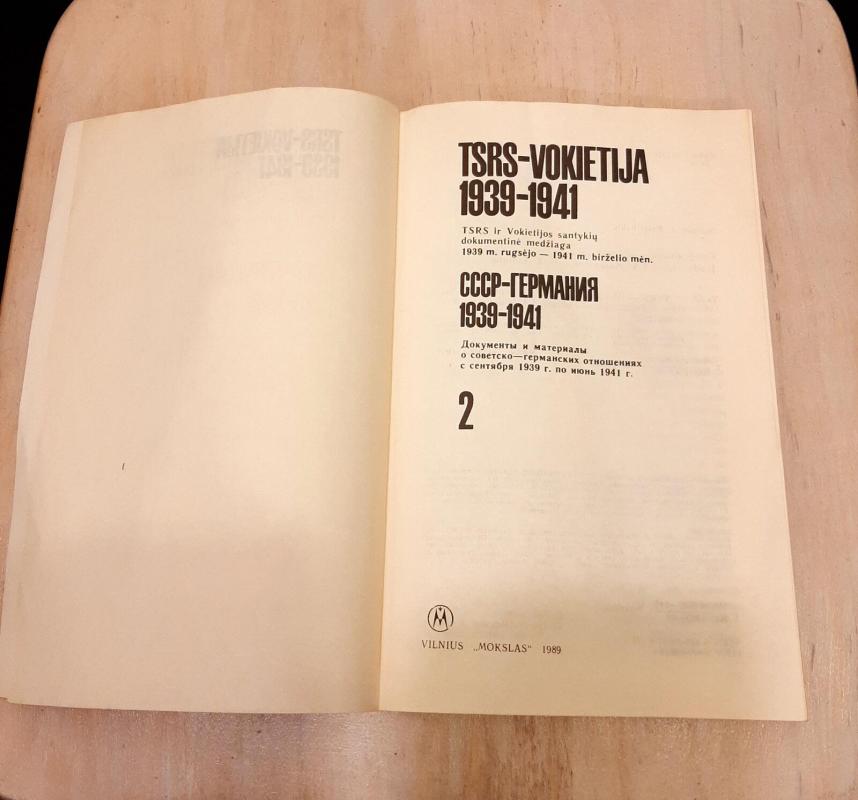 TSRS-VOKIETIJA
1939-1941
TSRS ir Vokietijos santykių
dokumentinė medžiaga
1939 m. rugsėjo — 1941 m. birželio mėn.
СССР-ГЕРМАНИЯ
1939-1941
Документы и материалы
о советско—германских отношениях
с сентября 1939 г. по июнь 1941 г.
2
M
VILNIUS „MOKSLAS“ 1989